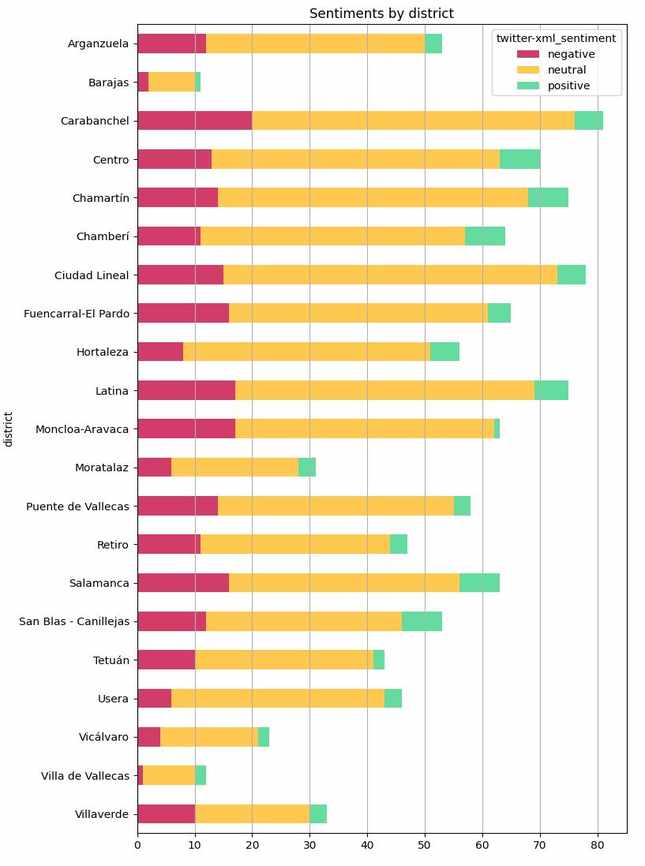 Sentiments by district
twitter-xml_sentiment
negative
neutral
positive
district
Arganzuela
Barajas
Carabanchel
Centro
Chamartín
Chamberí
Ciudad Lineal
Fuencarral-El Pardo
Hortaleza
Latina
Moncloa-Aravaca
Moratalaz
Puente de Vallecas
Retiro
Salamanca
San Blas - Canillejas
Tetuán
Usera
Vicálvaro
Villa de Vallecas
Villaverde
0 10 20 30 40 50 60 70 80